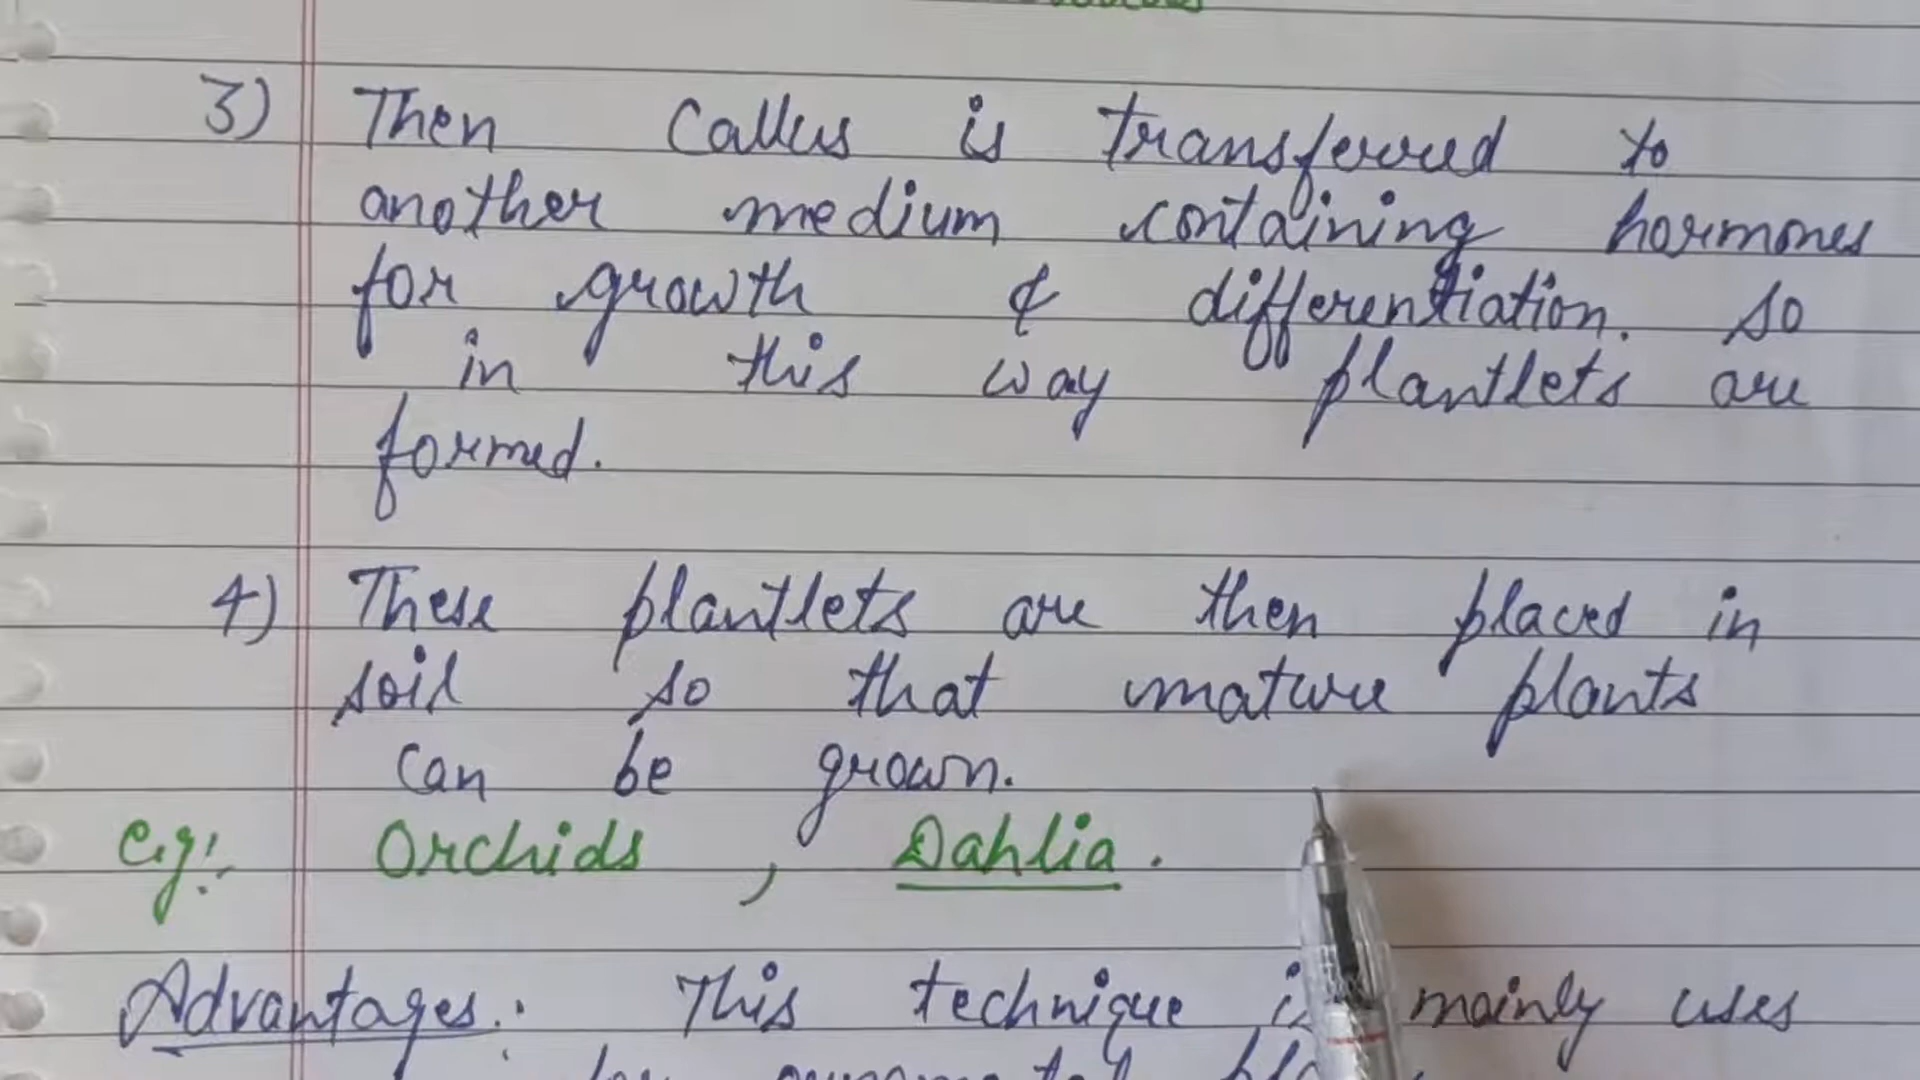 3) Then Callus is transferred to
another medium containing hormones
for growth & differentiation. so
in this way plantlets are
formed.
4) These plantlets are then placed in
soil so that mature plants
can be grown.
e.g:- Orchids , Dahlia .
Advantages :- This technique is mainly uses
for